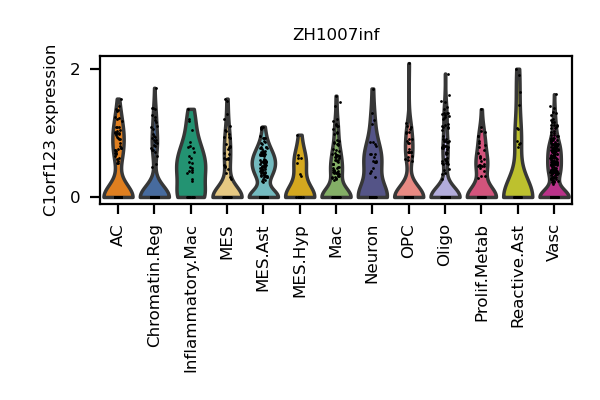 ZH1007inf
C1orf123 expression
2
0
AC
Chromatin.Reg
Inflammatory.Mac
MES
MES.Ast
MES.Hyp
Mac
Neuron
OPC
Oligo
Prolif.Metab
Reactive.Ast
Vasc